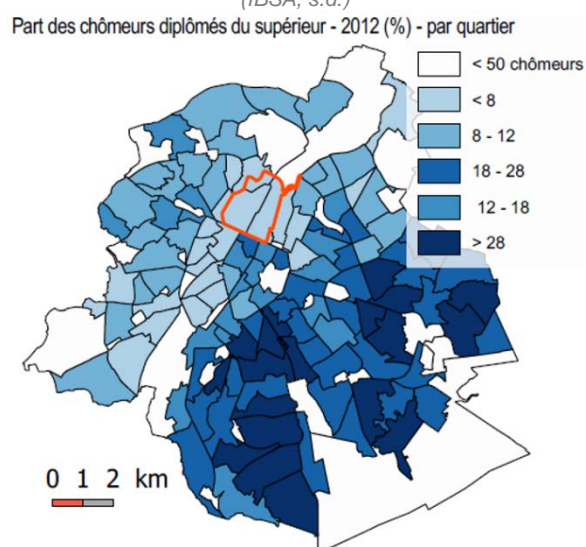 (IBSA, s.d.)
Part des chômeurs diplômés du supérieur - 2012 (%) - par quartier
< 50 chômeurs
< 8
8 - 12
18 - 28
12 - 18
> 28
0 1 2 km